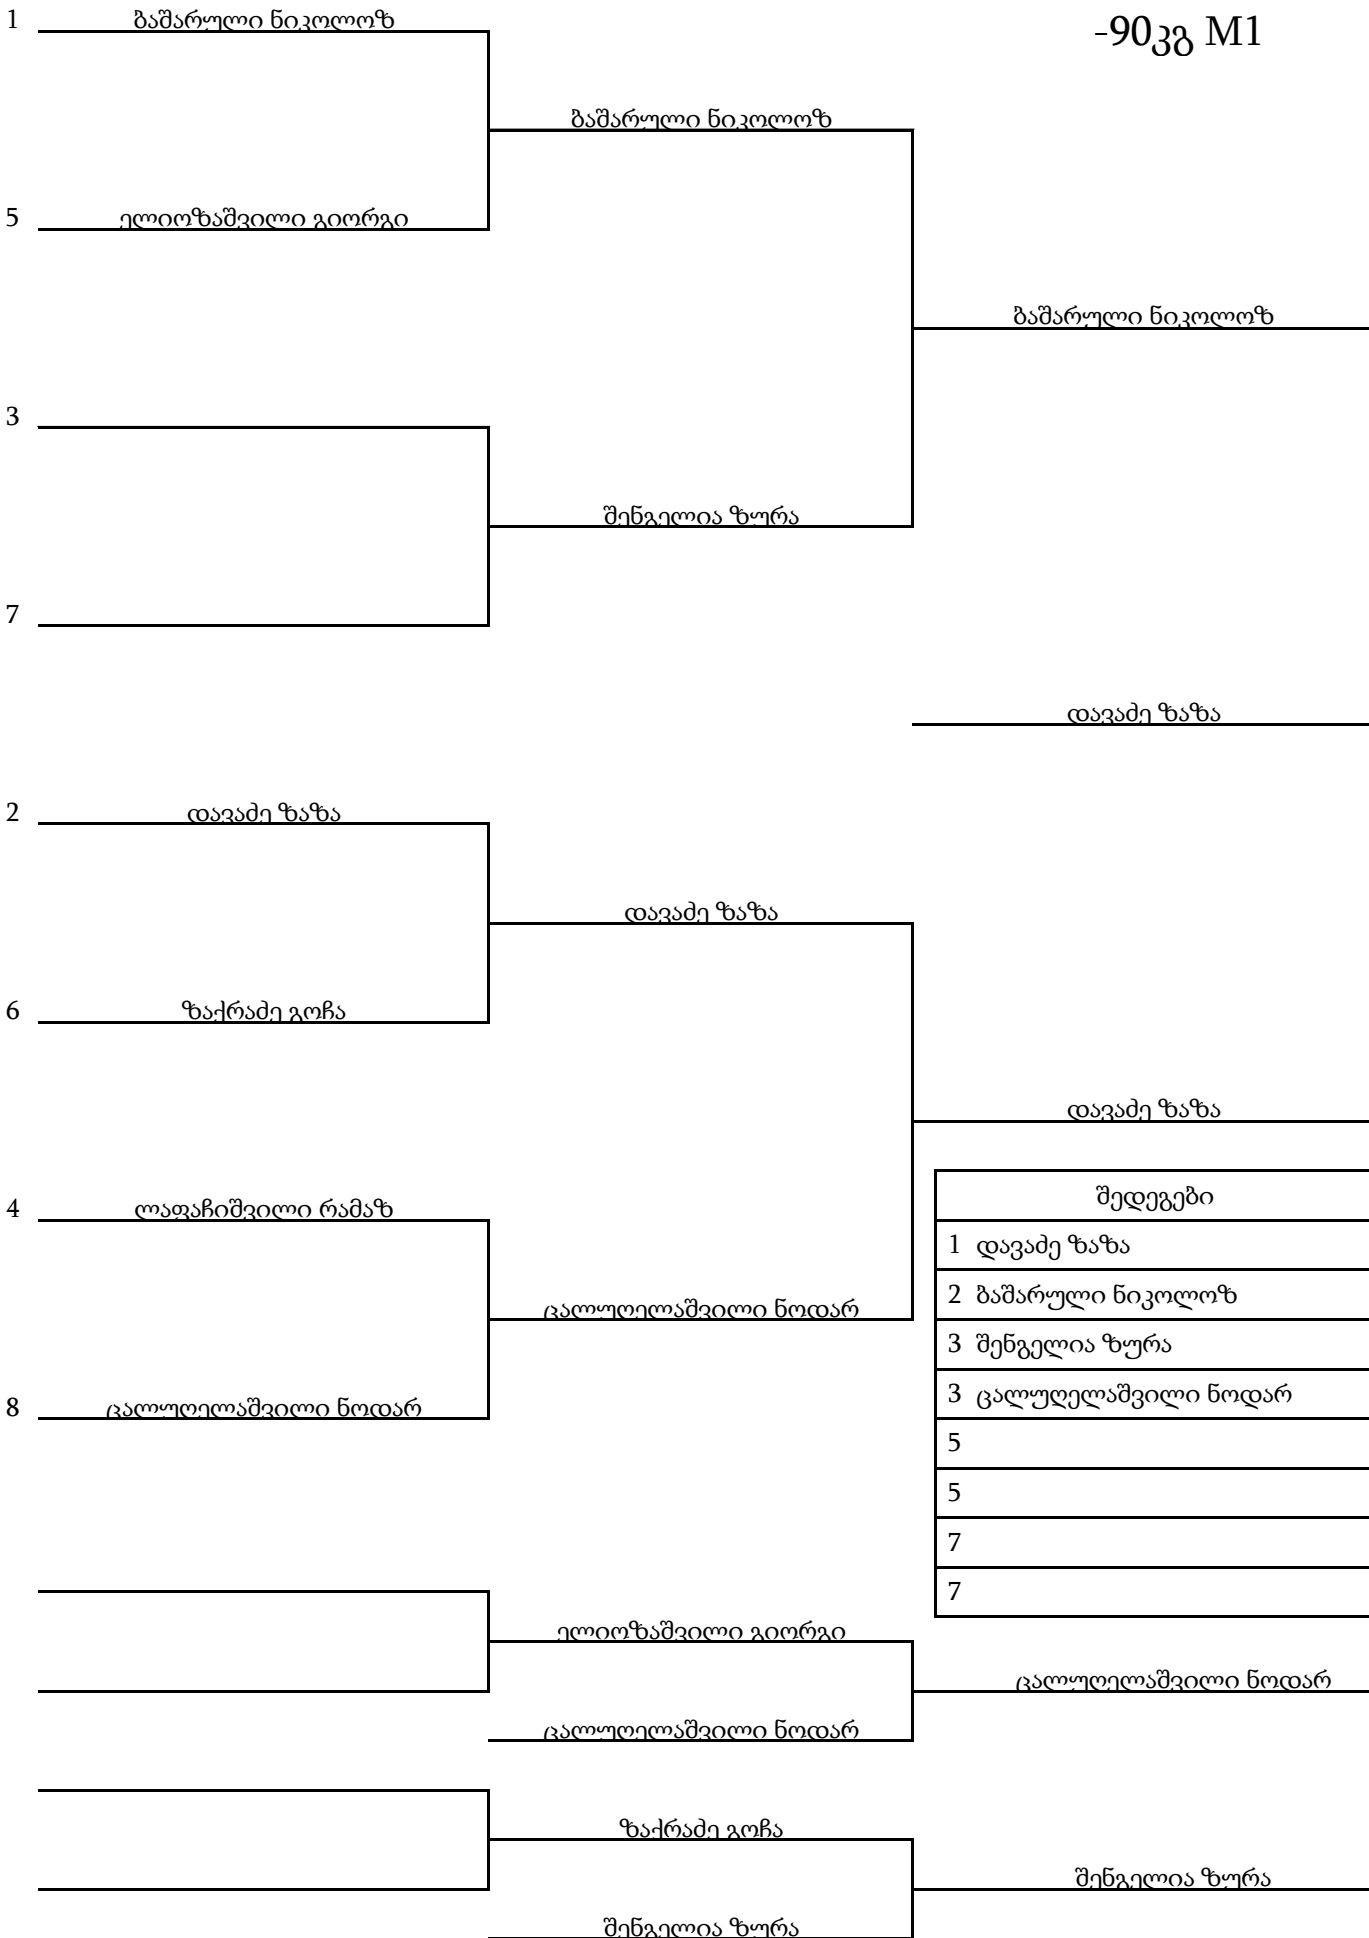 -90კგ M1
1 ბაშარული ნიკოლოზ
ბაშარული ნიკოლოზ
5 ელიოზაშვილი გიორგი
ბაშარული ნიკოლოზ
3
შენგელია ზურა
7
დავაძე ზაზა
2 დავაძე ზაზა
დავაძე ზაზა
6 ზაქრაძე გოჩა
დავაძე ზაზა
4 ლაფაჩიშვილი რამაზ
ცალუღელაშვილი ნოდარ
8 ცალუღელაშვილი ნოდარ
შედეგები
1 დავაძე ზაზა
2 ბაშარული ნიკოლოზ
3 შენგელია ზურა
3 ცალუღელაშვილი ნოდარ
5
5
7
7
ელიოზაშვილი გიორგი
ცალუღელაშვილი ნოდარ
ცალუღელაშვილი ნოდარ
ზაქრაძე გოჩა
შენგელია ზურა
შენგელია ზურა